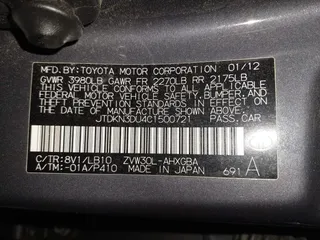 MFD.BY:TOYOTA MOTOR CORPORATION 01/12
GVWR 3980LB GAWR FR 2270LB RR 2175LB
THIS VEHICLE CONFORMS TO ALL APPLICABLE
FEDERAL MOTOR VEHICLE SAFETY, BUMPER, AND
THEFT PREVENTION STANDARDS IN EFFECT ON
THE DATE OF MANUFACTURE SHOWN ABOVE.
JTDKN3DU4C1500721 PASS.CAR
C/TR:8V1/LB10 ZVW30L-AHXGBA
A/TM:-01A/P410 MADE IN JAPAN 691 A